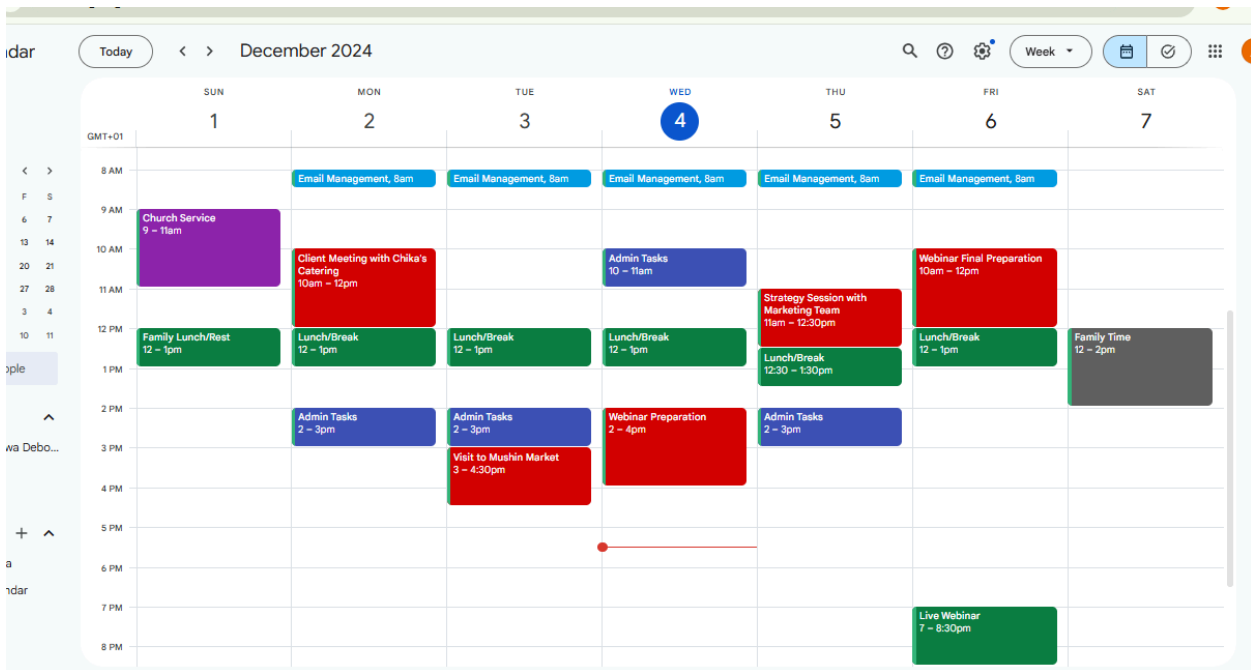 ndar
Today
December 2024
Week
SUN MON TUE WED THU FRI SAT
1 2 3 4 5 6 7
GMT+01
F S
6 7
13 14
20 21
27 28
3 4
10 11
ople
wa Debo...
a
ndar
8 AM
9 AM
10 AM
11 AM
12 PM
1 PM
2 PM
3 PM
4 PM
5 PM
6 PM
7 PM
8 PM
Church Service
9 – 11am
Family Lunch/Rest
12 – 1pm
Email Management, 8am
Client Meeting with Chika's
Catering
10am – 12pm
Lunch/Break
12 – 1pm
Admin Tasks
2 – 3pm
Email Management, 8am
Lunch/Break
12 – 1pm
Admin Tasks
2 – 3pm
Visit to Mushin Market
3 – 4:30pm
Email Management, 8am
Admin Tasks
10 – 11am
Lunch/Break
12 – 1pm
Webinar Preparation
2 – 4pm
Email Management, 8am
Strategy Session with
Marketing Team
11am – 12:30pm
Lunch/Break
12:30 – 1:30pm
Admin Tasks
2 – 3pm
Email Management, 8am
Webinar Final Preparation
10am – 12pm
Lunch/Break
12 – 1pm
Live Webinar
7 – 8:30pm
Family Time
12 – 2pm